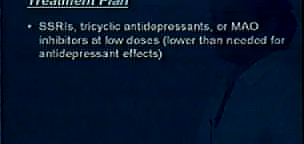 Treatment Plan
• SSRIs, tricyclic antidepressants, or MAO
inhibitors at low doses (lower than needed for
antidepressant effects)